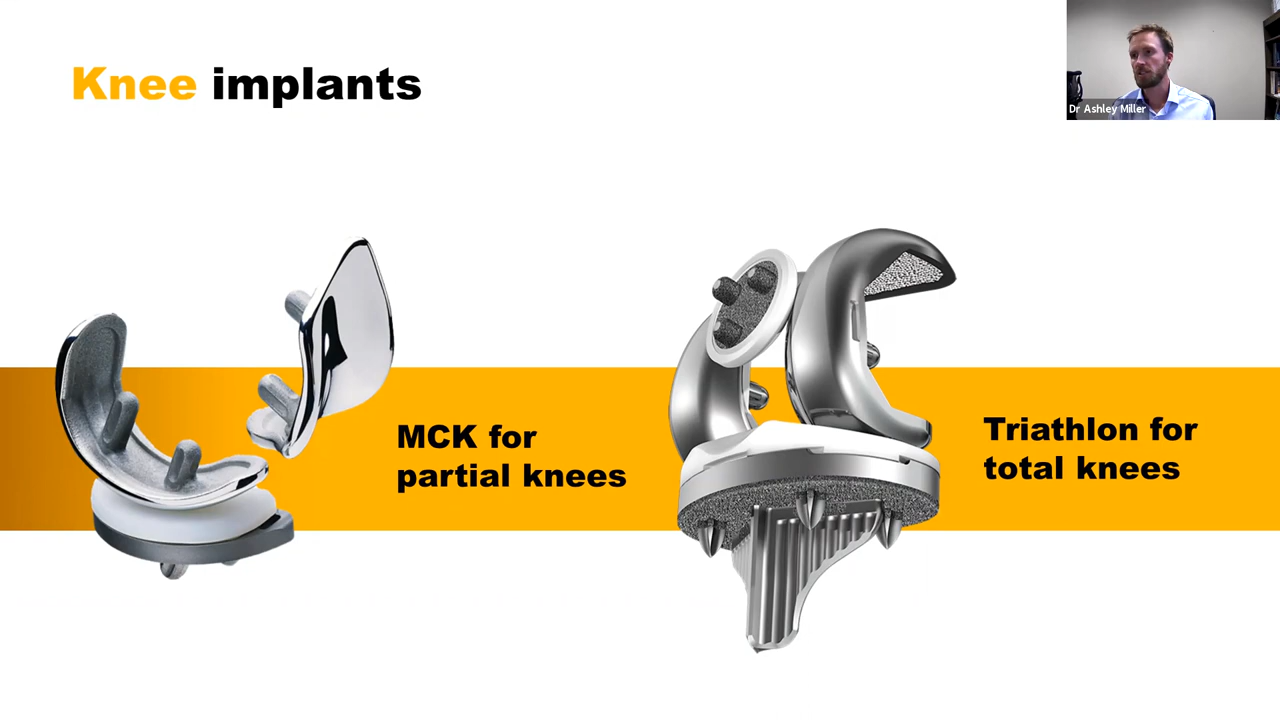 Knee implants
Dr Ashley Miller
MCK for
partial knees
Triathlon for
total knees